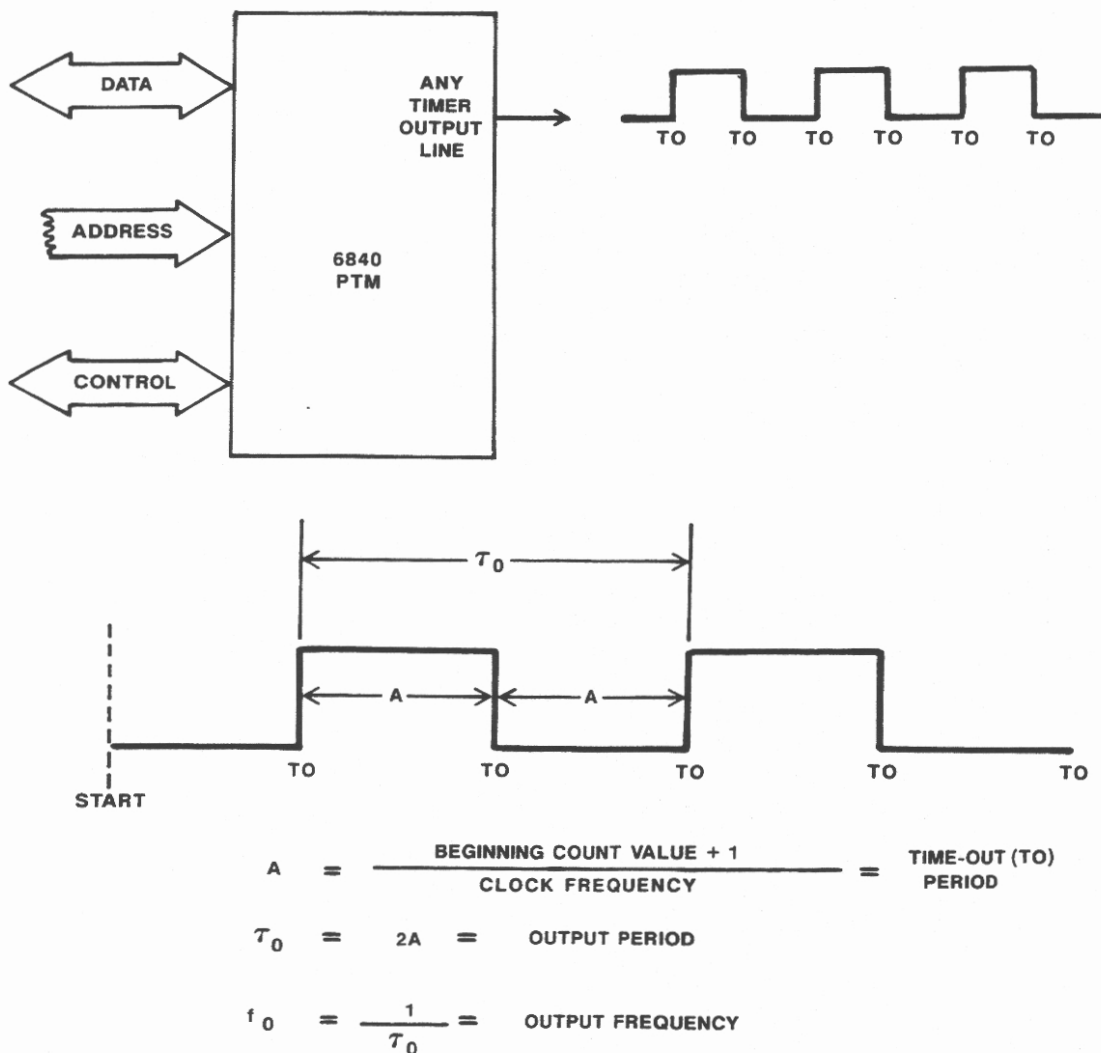 DATA
ADDRESS
CONTROL
ANY
TIMER
OUTPUT
LINE
6840
PTM
TO TO TO TO TO TO
τ0
A A
TO TO TO TO TO
START
A = BEGINNING COUNT VALUE + 1 / CLOCK FREQUENCY = TIME-OUT (TO) PERIOD
τ0 = 2A = OUTPUT PERIOD
f0 = 1 / τ0 = OUTPUT FREQUENCY